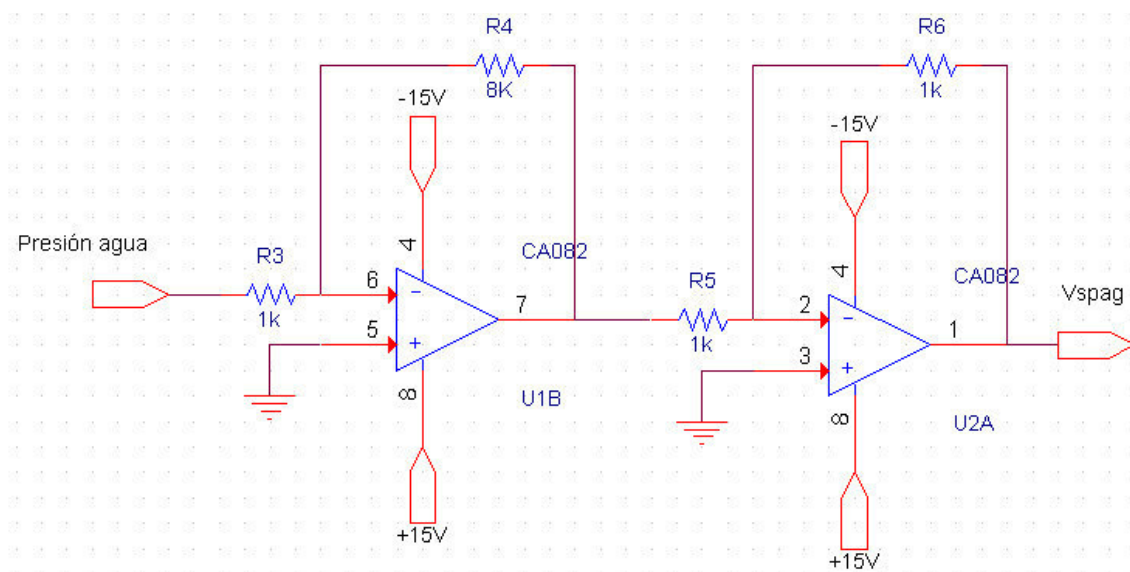 R4
8K
-15V
R6
1k
-15V
Presión agua
R3
1k
6
5
4
8
CA082
7
U1B
+15V
R5
1k
2
3
4
8
CA082
1
U2A
+15V
Vspag